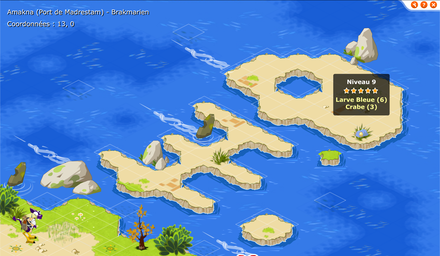 Amakna (Port de Madrestam) - Brakmarien
Coordonnées : 13, 0
Niveau 9
Larve Bleue (6)
Crabe (3)